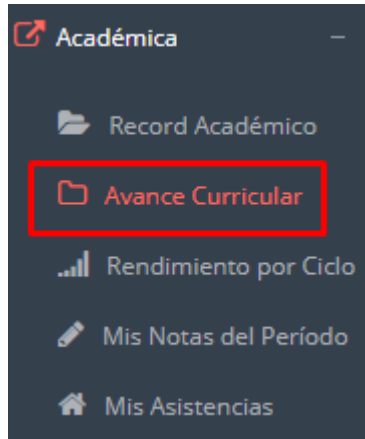 Académica
Record Académico
Avance Curricular
Rendimiento por Ciclo
Mis Notas del Período
Mis Asistencias